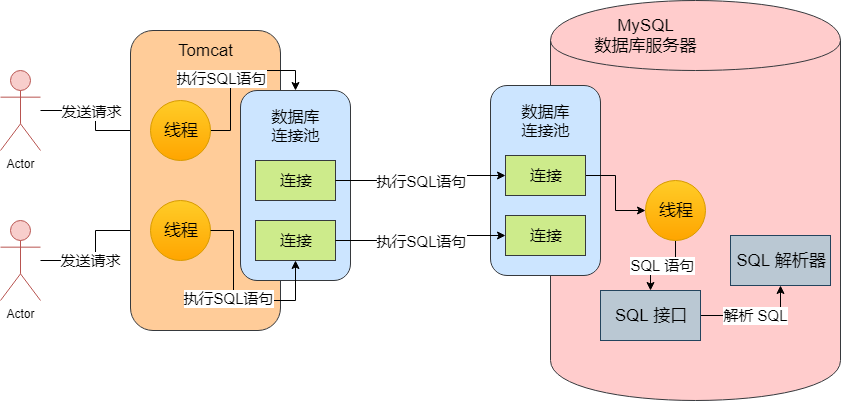 MySQL
数据库服务器
Tomcat
执行SQL语句
发送请求
线程
数据库
连接池
数据库
连接池
Actor
连接
执行SQL语句
连接
线程
线程
连接
执行SQL语句
连接
发送请求
SQL 语句
SQL 解析器
执行SQL语句
Actor
SQL 接口
解析 SQL